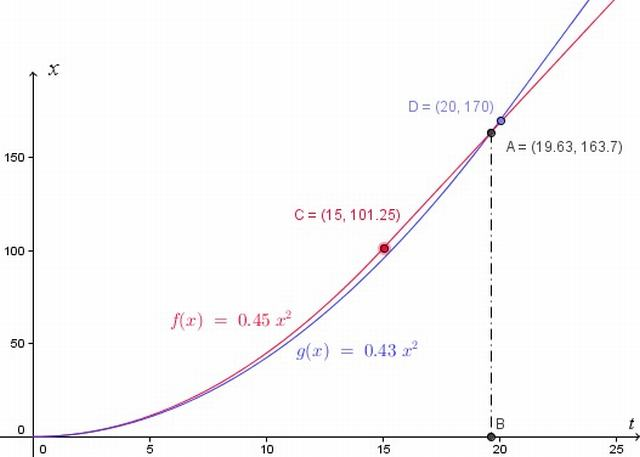 x
D = (20, 170)
A = (19.63, 163.7)
150
C = (15, 101.25)
100
f(x) = 0.45 x²
50
g(x) = 0.43 x²
B
t
0
0 5 10 15 20 25